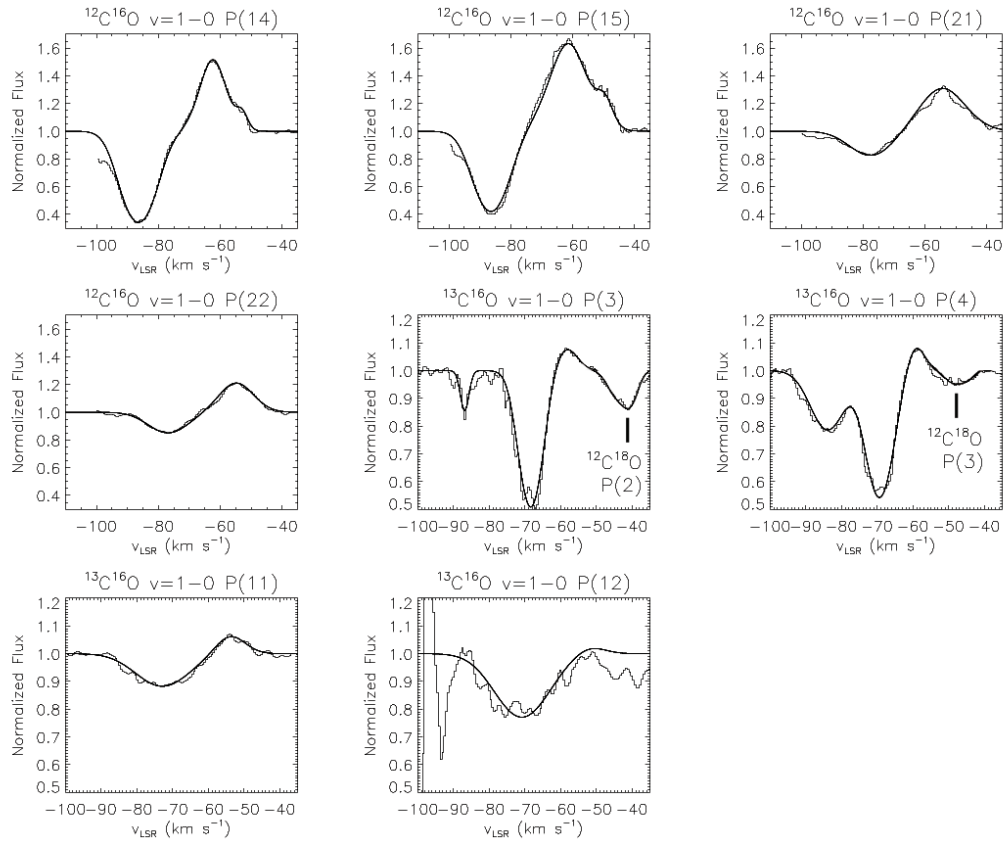 ¹²C¹⁶O v=1−0 P(14)
Normalized Flux
1.6
1.4
1.2
1.0
0.8
0.6
0.4
−100 −80 −60 −40
v_LSR (km s⁻¹)
¹²C¹⁶O v=1−0 P(15)
Normalized Flux
1.6
1.4
1.2
1.0
0.8
0.6
0.4
−100 −80 −60 −40
v_LSR (km s⁻¹)
¹²C¹⁶O v=1−0 P(21)
Normalized Flux
1.6
1.4
1.2
1.0
0.8
0.6
0.4
−100 −80 −60 −40
v_LSR (km s⁻¹)
¹²C¹⁶O v=1−0 P(22)
Normalized Flux
1.6
1.4
1.2
1.0
0.8
0.6
0.4
−100 −80 −60 −40
v_LSR (km s⁻¹)
¹³C¹⁶O v=1−0 P(3)
Normalized Flux
1.2
1.1
1.0
0.9
0.8
0.7
0.6
0.5
¹²C¹⁸O
P(2)
−100 −90 −80 −70 −60 −50 −40
v_LSR (km s⁻¹)
¹³C¹⁶O v=1−0 P(4)
Normalized Flux
1.2
1.1
1.0
0.9
0.8
0.7
0.6
0.5
¹²C¹⁸O
P(3)
−100 −90 −80 −70 −60 −50 −40
v_LSR (km s⁻¹)
¹³C¹⁶O v=1−0 P(11)
Normalized Flux
1.2
1.1
1.0
0.9
0.8
0.7
0.6
0.5
−100 −90 −80 −70 −60 −50 −40
v_LSR (km s⁻¹)
¹³C¹⁶O v=1−0 P(12)
Normalized Flux
1.2
1.1
1.0
0.9
0.8
0.7
0.6
0.5
−100 −90 −80 −70 −60 −50 −40
v_LSR (km s⁻¹)